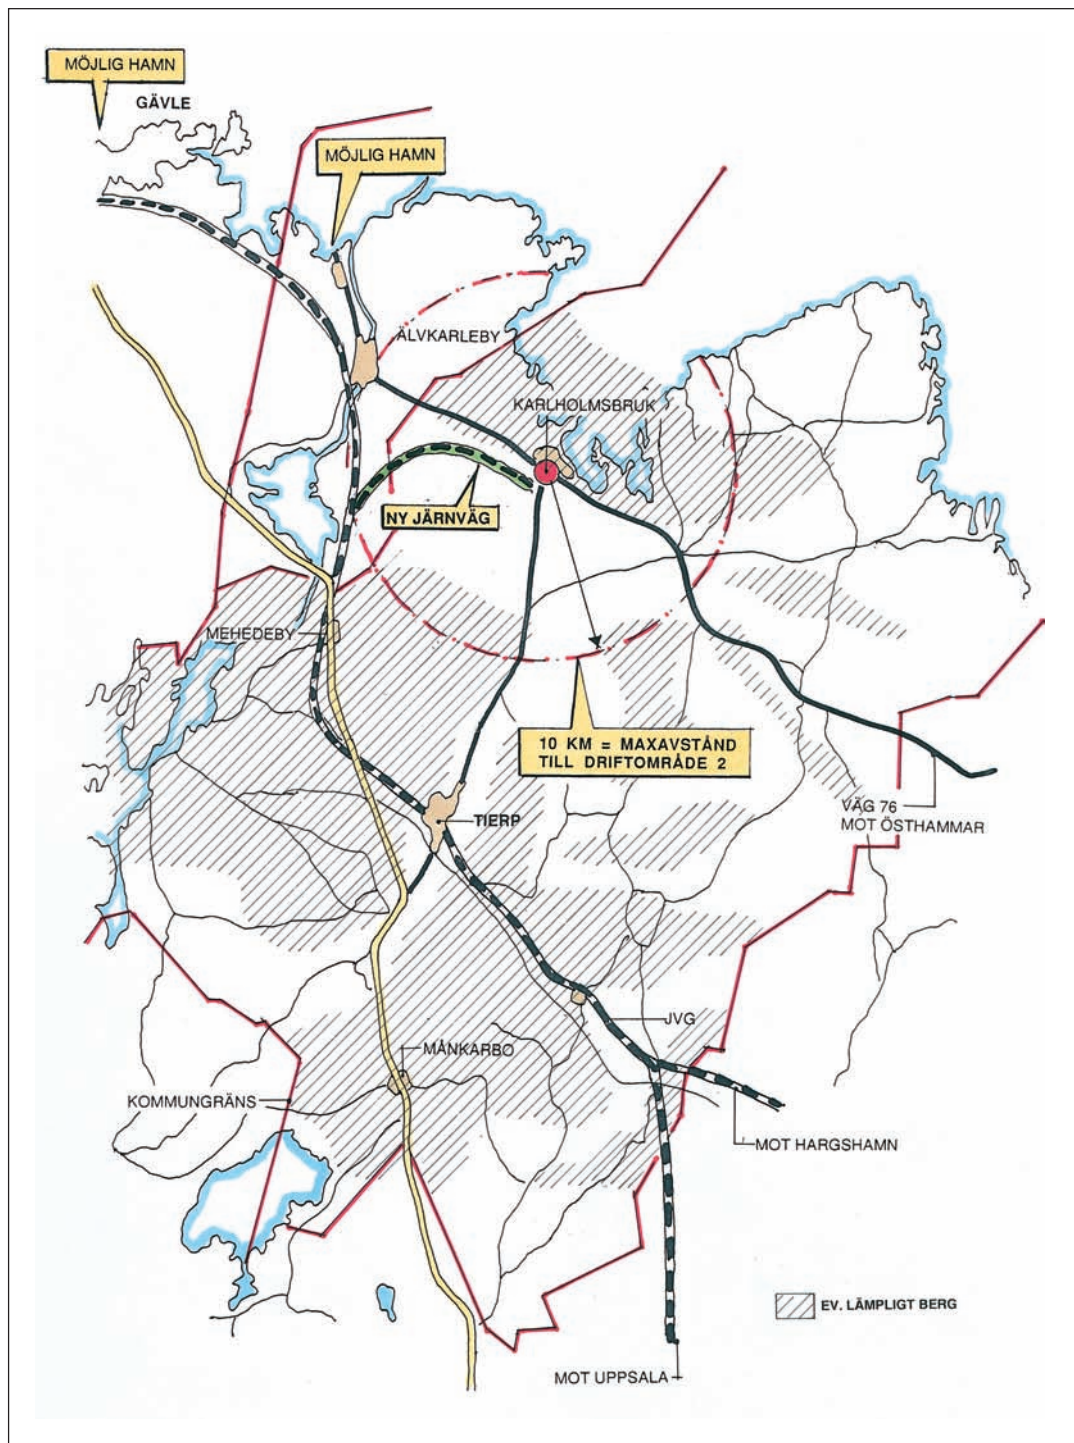 MÖJLIG HAMN
GÄVLE
MÖJLIG HAMN
ÄLVKARLEBY
KARLHOLMSBRUK
NY JÄRNVÄG
MEHEDEBY
10 KM = MAXAVSTÅND
TILL DRIFTOMRÅDE 2
VÄG 76
MOT ÖSTHAMMAR
TIERP
JVG
MÅNKARBO
KOMMUNGRÄNS
MOT HARGSHAMN
EV. LÄMPLIGT BERG
MOT UPPSALA